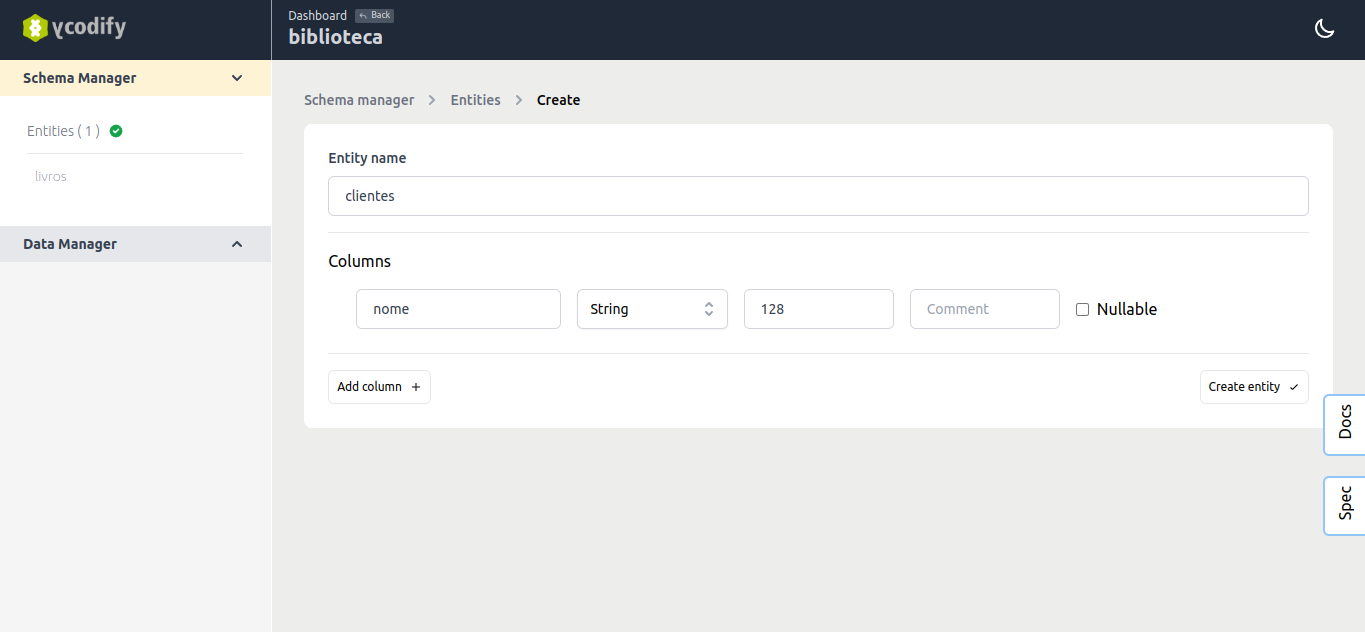 ycodify
Dashboard Back
biblioteca
Schema Manager
Entities ( 1 )
livros
Data Manager
Schema manager Entities Create
Entity name
clientes
Columns
nome String 128 Comment Nullable
Add column +
Create entity
Docs
Spec